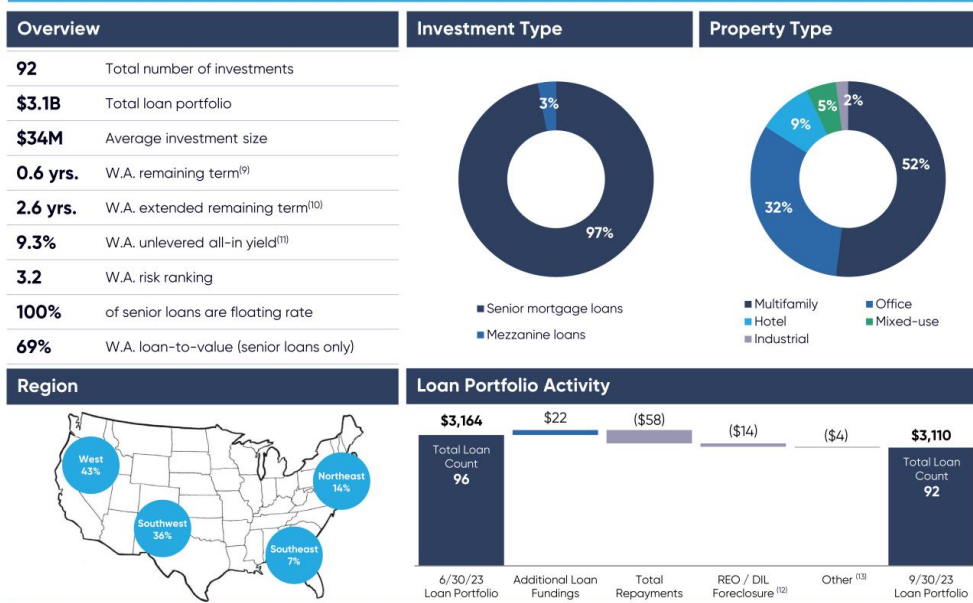 Overview
92 Total number of investments
$3.1B Total loan portfolio
$34M Average investment size
0.6 yrs. W.A. remaining term(9)
2.6 yrs. W.A. extended remaining term(10)
9.3% W.A. unlevered all-in yield(11)
3.2 W.A. risk ranking
100% of senior loans are floating rate
69% W.A. loan-to-value (senior loans only)
Investment Type
3%
97%
Senior mortgage loans
Mezzanine loans
Property Type
5% 2%
9%
52%
32%
Multifamily Office
Hotel Mixed-use
Industrial
Region
West
43%
Northeast
14%
Southwest
36%
Southeast
7%
Loan Portfolio Activity
$3,164 $22 ($58) ($14) ($4) $3,110
Total Loan
Count
96
Total Loan
Count
92
6/30/23
Loan Portfolio
Additional Loan
Fundings
Total
Repayments
REO / DIL
Foreclosure (12)
Other (13)
9/30/23
Loan Portfolio